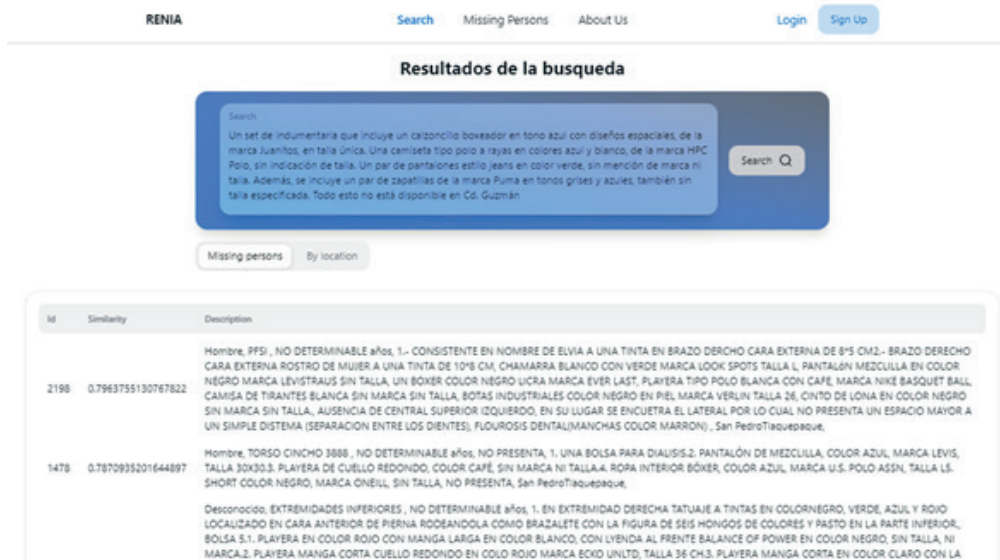 RENIA Search Missing Persons About Us Login Sign Up
Resultados de la busqueda
Search
Un set de indumentaria que incluye un calzoncillo boxeador en tono azul con diseños espaciales, de la
marca Juanitos, en talla única. Una camiseta tipo polo a rayas en colores azul y blanco, de la marca HPC
Polo, sin indicación de talla. Un par de pantalones estilo jeans en color verde, sin mención de marca ni
talla. Además, se incluye un par de zapatillas de la marca Puma en tonos grises y azules, también sin
talla especificada. Todo esto no está disponible en Cd. Guzmán
Search
Missing persons By location
Id Similarity Description
Hombre, PFSI , NO DETERMINABLE años, 1.- CONSISTENTE EN NOMBRE DE ELVIA A UNA TINTA EN BRAZO DERCHO CARA EXTERNA DE 8*5 CM2.- BRAZO DERECHO
CARA EXTERNA ROSTRO DE MUJER A UNA TINTA DE 10*8 CM, CHAMARRA BLANCO CON VERDE MARCA LOOK SPOTS TALLA L, PANTALóN MEZCLILLA EN COLOR
NEGRO MARCA LEVISTRAUS SIN TALLA, UN BOXER COLOR NEGRO LICRA MARCA EVER LAST, PLAYERA TIPO POLO BLANCA CON CAFE, MARCA NIKE BASQUET BALL,
2198 0.7963755130767822 CAMISA DE TIRANTES BLANCA SIN MARCA SIN TALLA, BOTAS INDUSTRIALES COLOR NEGRO EN PIEL MARCA VERLIN TALLA 26, CINTO DE LONA EN COLOR NEGRO
SIN MARCA SIN TALLA., AUSENCIA DE CENTRAL SUPERIOR IZQUIERDO, EN SU LUGAR SE ENCUETRA EL LATERAL POR LO CUAL NO PRESENTA UN ESPACIO MAYOR A
UN SIMPLE DISTEMA (SEPARACION ENTRE LOS DIENTES), FLOUROSIS DENTAL(MANCHAS COLOR MARRON) , San PedroTlaquepaque,
Hombre, TORSO CINCHO 3888 , NO DETERMINABLE años, NO PRESENTA, 1. UNA BOLSA PARA DIALISIS.2. PANTALÓN DE MEZCLILLA, COLOR AZUL, MARCA LEVIS,
1478 0.7870935201644897 TALLA 30X30.3. PLAYERA DE CUELLO REDONDO, COLOR CAFÉ, SIN MARCA NI TALLA.4. ROPA INTERIOR BÓXER, COLOR AZUL, MARCA U.S. POLO ASSN, TALLA L.5.
SHORT COLOR NEGRO, MARCA ONEILL, SIN TALLA, NO PRESENTA, San PedroTlaquepaque,
Desconocido, EXTREMIDADES INFERIORES , NO DETERMINABLE años, 1. EN EXTREMIDAD DERECHA TATUAJE A TINTAS EN COLORNEGRO, VERDE, AZUL Y ROJO
LOCALIZADO EN CARA ANTERIOR DE PIERNA RODEANDOLA COMO BRAZALETE CON LA FIGURA DE SEIS HONGOS DE COLORES Y PASTO EN LA PARTE INFERIOR.,
BOLSA 5.1. PLAYERA EN COLOR ROJO CON MANGA LARGA EN COLOR BLANCO, CON LYENDA AL FRENTE BALANCE OF POWER EN COLOR NEGRO, SIN TALLA, NI
MARCA.2. PLAYERA MANGA CORTA CUELLO REDONDO EN COLO ROJO MARCA ECKO UNLTD, TALLA 36 CH.3. PLAYERA MANGA CORTA EN COLOR CLARO CON LA